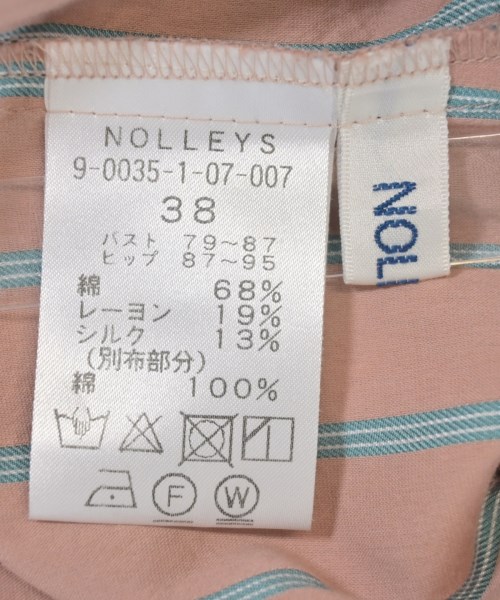 NOLLEYS
9-0035-1-07-007
38
バスト 79〜87
ヒップ 87〜95
綿 68%
レーヨン 19%
シルク 13%
(別布部分)
綿 100%
F W
NOLL